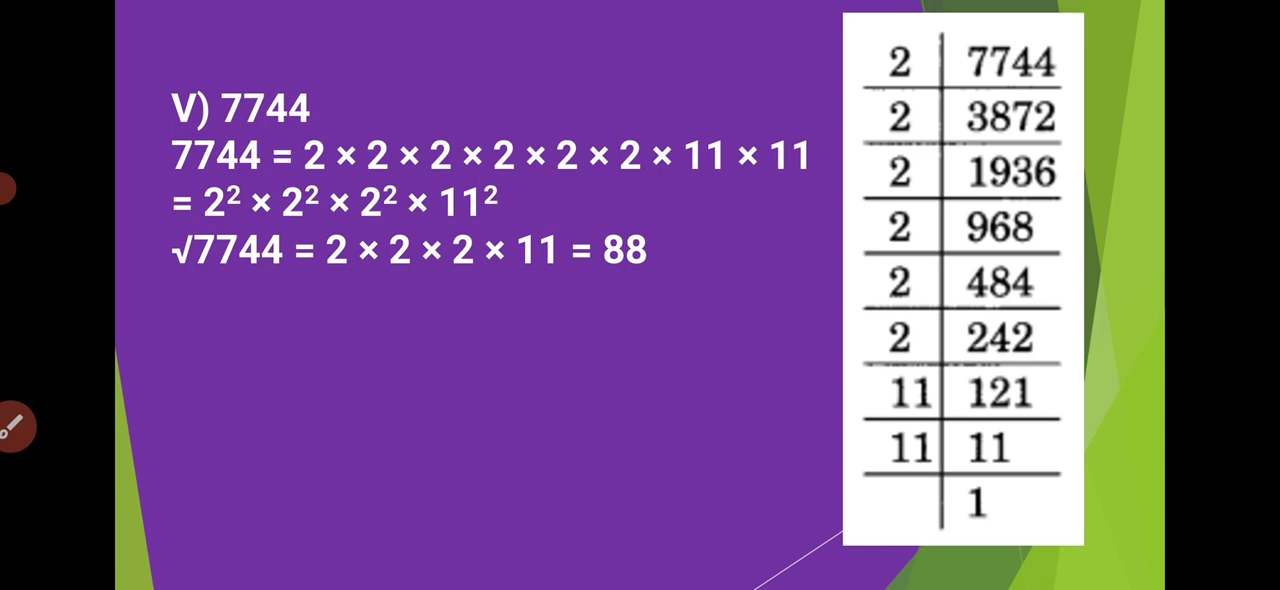 V) 7744
7744 = 2 × 2 × 2 × 2 × 2 × 2 × 11 × 11
= 2² × 2² × 2² × 11²
√7744 = 2 × 2 × 2 × 11 = 88
2 7744
2 3872
2 1936
2 968
2 484
2 242
11 121
11 11
1